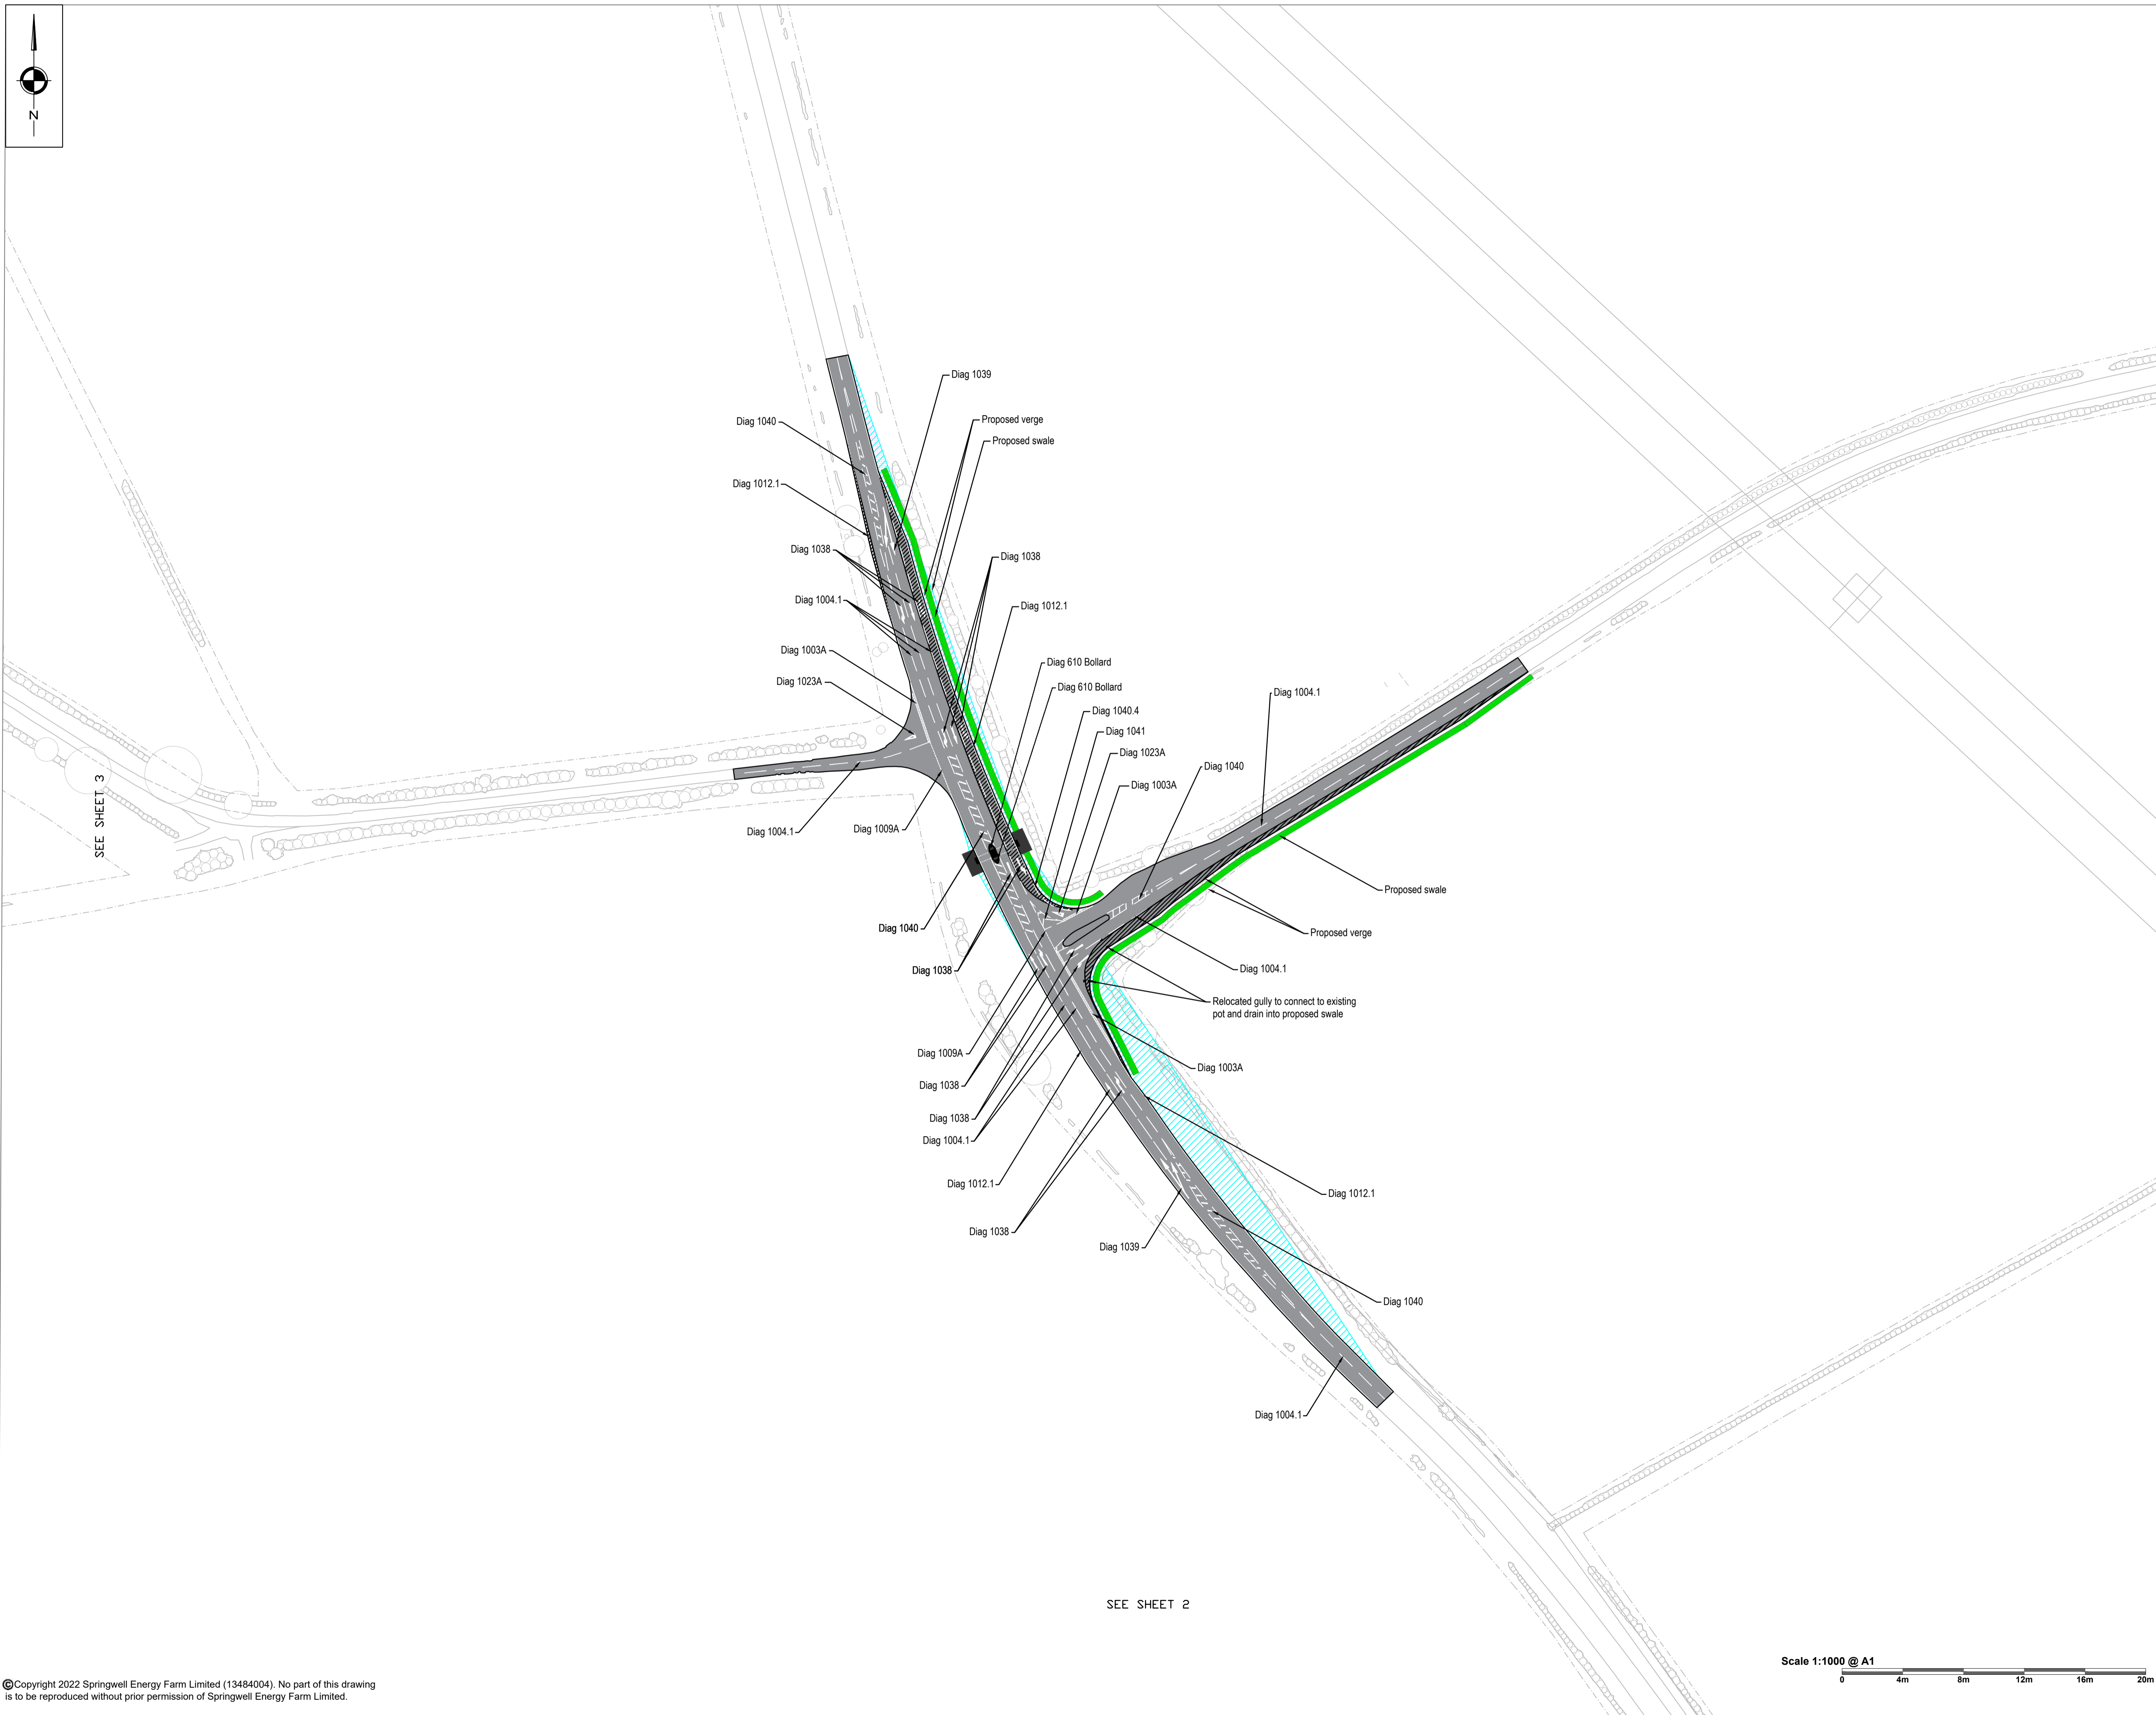 N
Diag 1039
Diag 1040
Proposed verge
Proposed swale
Diag 1012.1
Diag 1038
Diag 1038
Diag 1004.1
Diag 1012.1
Diag 1003A
Diag 610 Bollard
Diag 1023A
Diag 610 Bollard
Diag 1004.1
Diag 1040.4
Diag 1041
Diag 1023A
Diag 1040
Diag 1003A
SEE SHEET 3
Diag 1004.1
Diag 1009A
Proposed swale
Diag 1040
Proposed verge
Diag 1038
Diag 1004.1
Relocated gully to connect to existing
pot and drain into proposed swale
Diag 1009A
Diag 1003A
Diag 1038
Diag 1038
Diag 1004.1
Diag 1012.1
Diag 1012.1
Diag 1038
Diag 1039
Diag 1040
Diag 1004.1
SEE SHEET 2
Scale 1:1000 @ A1
0 4m 8m 12m 16m 20m
©Copyright 2022 Springwell Energy Farm Limited (13484004). No part of this drawing
is to be reproduced without prior permission of Springwell Energy Farm Limited.